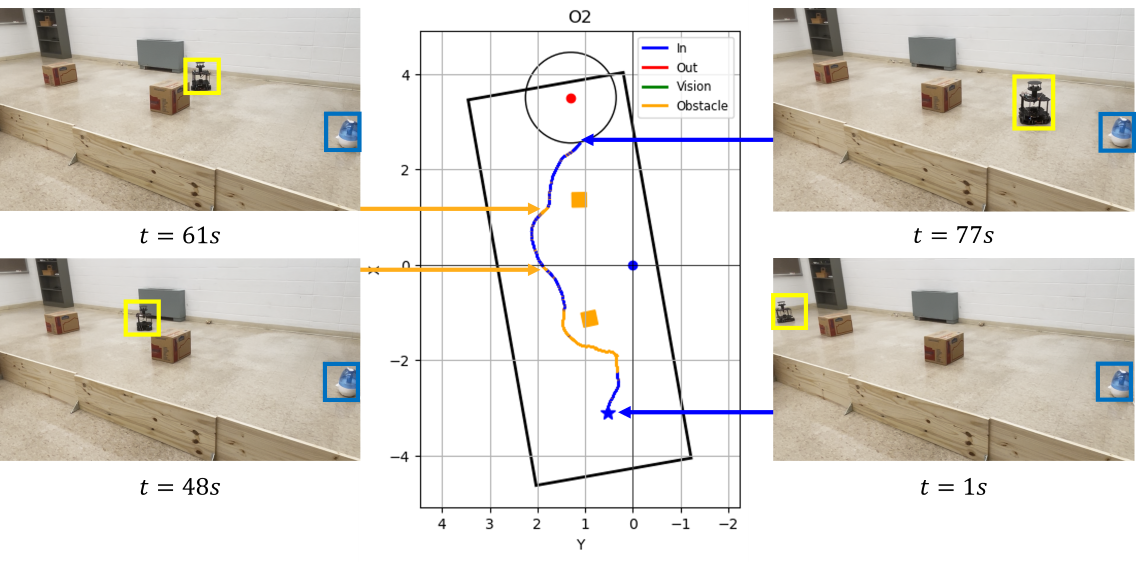 O2
In
Out
Vision
Obstacle
4
2
0
−2
−4
X
4
3
2
1
0
−1
−2
Y
t = 61s
t = 77s
t = 48s
t = 1s